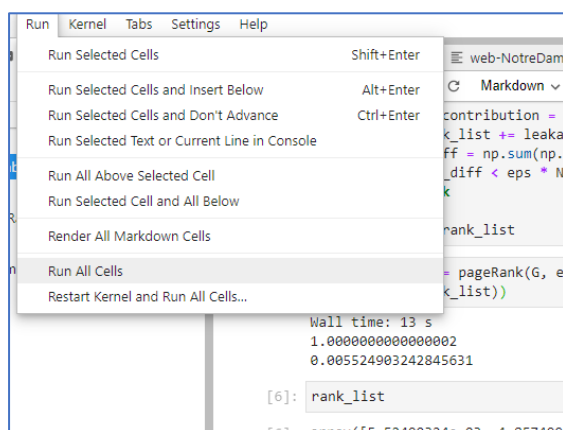 Run Kernel Tabs Settings Help
Run Selected Cells Shift+Enter
Run Selected Cells and Insert Below Alt+Enter
Run Selected Cells and Don't Advance Ctrl+Enter
Run Selected Text or Current Line in Console
Run All Above Selected Cell
Run Selected Cell and All Below
Render All Markdown Cells
Run All Cells
Restart Kernel and Run All Cells...
web-NotreDam
Markdown
contribution =
k_list += leaka
ff = np.sum(np.
_diff < eps * N
k
rank_list
= pageRank(G, e
k_list))
Wall time: 13 s
1.0000000000000002
0.005524903242845631
[6]: rank_list